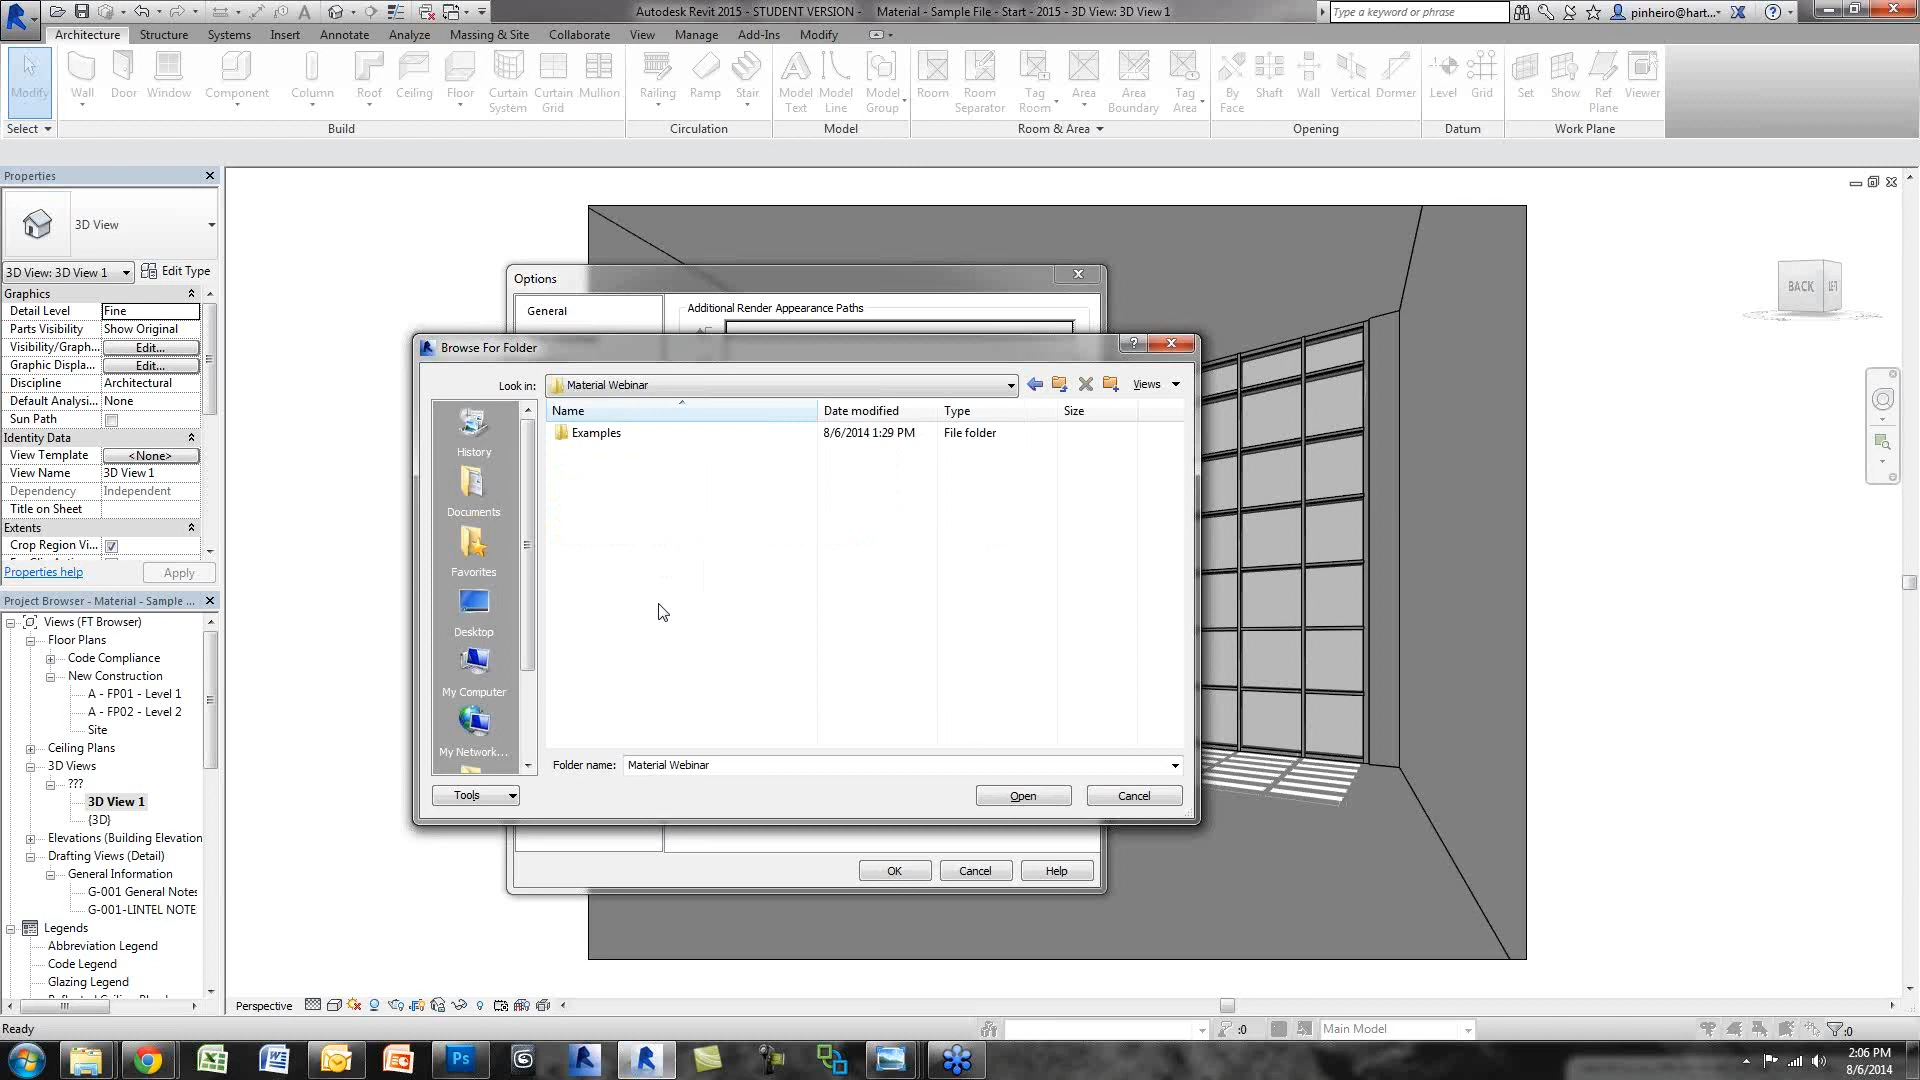 Autodesk Revit 2015 - STUDENT VERSION -    Material - Sample File - Start - 2015 - 3D View: 3D View 1
Type a keyword or phrase
pinheiro@hart...
Architecture Structure Systems Insert Annotate Analyze Massing & Site Collaborate View Manage Add-Ins Modify
Modify Wall Door Window Component Column Roof Ceiling Floor Curtain System Curtain Grid Mullion Railing Ramp Stair Model Text Model Line Model Group Room Room Separator Tag Room Area Area Boundary Tag Area By Face Shaft Wall Vertical Dormer Level Grid Set Show Ref Plane Viewer
Select Build Circulation Model Room & Area Opening Datum Work Plane
Properties
3D View
3D View: 3D View 1 Edit Type
Graphics
Detail Level Fine
Parts Visibility Show Original
Visibility/Graph... Edit...
Graphic Displa... Edit...
Discipline Architectural
Default Analysi... None
Sun Path
Identity Data
View Template <None>
View Name 3D View 1
Dependency Independent
Title on Sheet
Extents
Crop Region Vi...
Properties help Apply
Project Browser - Material - Sample ...
Views (FT Browser)
Floor Plans
Code Compliance
New Construction
A - FP01 - Level 1
A - FP02 - Level 2
Site
Ceiling Plans
3D Views
???
3D View 1
{3D}
Elevations (Building Elevation
Drafting Views (Detail)
General Information
G-001 General Notes
G-001-LINTEL NOTE
Legends
Abbreviation Legend
Code Legend
Glazing Legend
Options
General
Additional Render Appearance Paths
Browse For Folder
Look in: Material Webinar
Views
Name Date modified Type Size
Examples 8/6/2014 1:29 PM File folder
History
Documents
Favorites
Desktop
My Computer
My Network...
Folder name: Material Webinar
Tools Open Cancel
OK Cancel Help
BACK
Perspective
Ready
:0
Main Model
:0
Ps
2:06 PM
8/6/2014